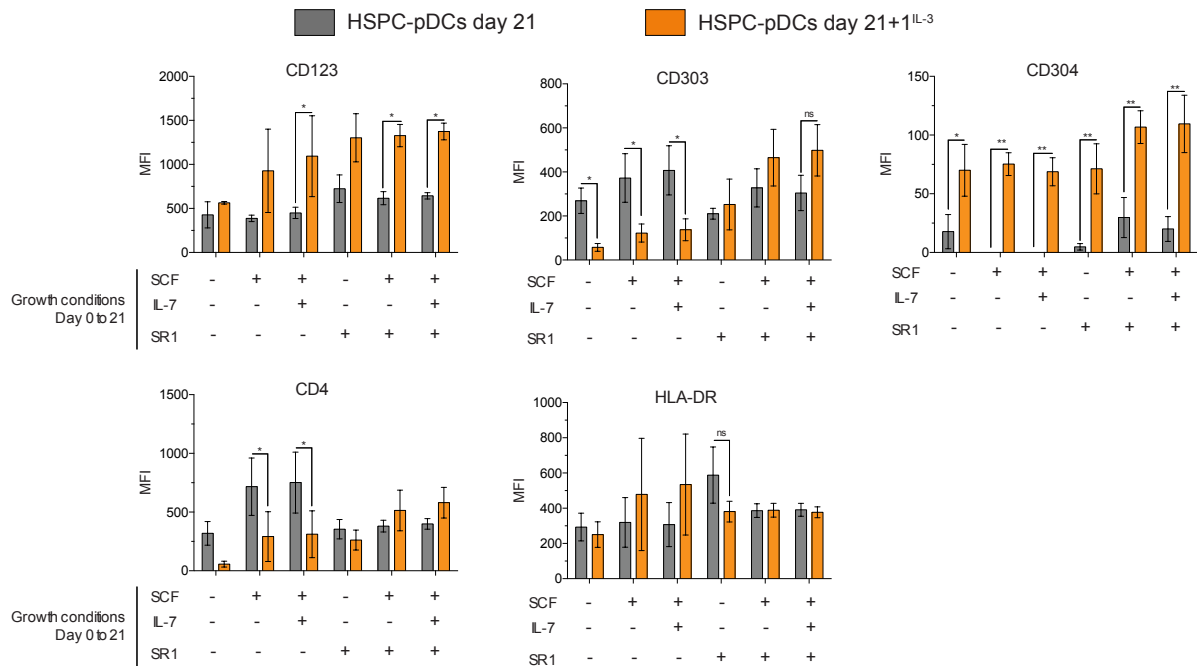 HSPC-pDCs day 21 HSPC-pDCs day 21+1IL-3
CD123
MFI
2000
1500
1000
500
0
* * *
SCF - + + - + +
IL-7 - - + - - +
SR1 - - - + + +
Growth conditions
Day 0 to 21
CD303
MFI
800
600
400
200
0
* * * ns
SCF - + + - + +
IL-7 - - + - - +
SR1 - - - + + +
CD304
MFI
150
100
50
0
* ** ** ** ** **
SCF - + + - + +
IL-7 - - + - - +
SR1 - - - + + +
CD4
MFI
1500
1000
500
0
* *
SCF - + + - + +
IL-7 - - + - - +
SR1 - - - + + +
Growth conditions
Day 0 to 21
HLA-DR
MFI
1000
800
600
400
200
0
ns
SCF - + + - + +
IL-7 - - + - - +
SR1 - - - + + +